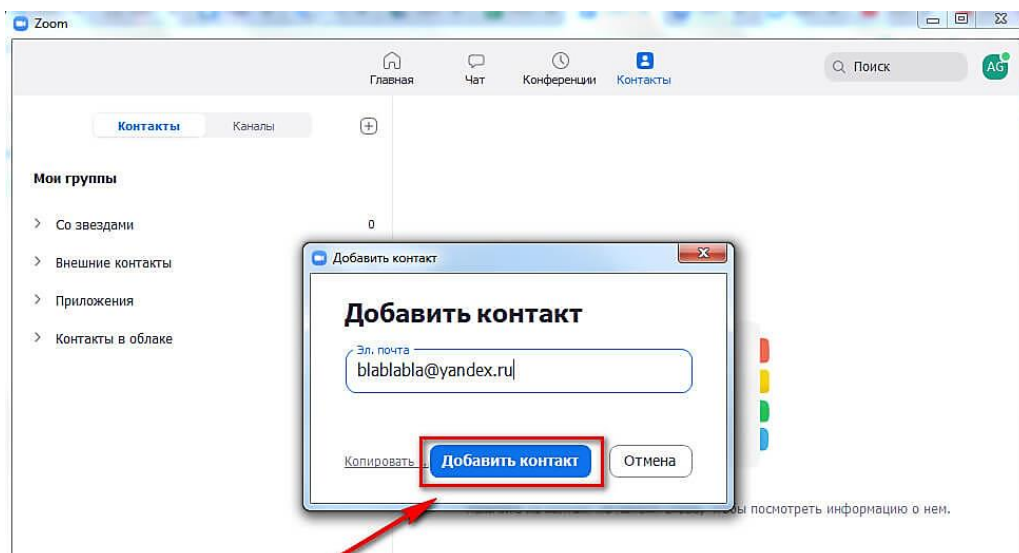 Zoom
Главная
Чат
Конференции
Контакты
Поиск
AG
Контакты
Каналы
Мои группы
Со звездами
0
Внешние контакты
Приложения
Контакты в облаке
Добавить контакт
Добавить контакт
Эл. почта
blablabla@yandex.ru
Копировать
Добавить контакт
Отмена
посмотреть информацию о нем.